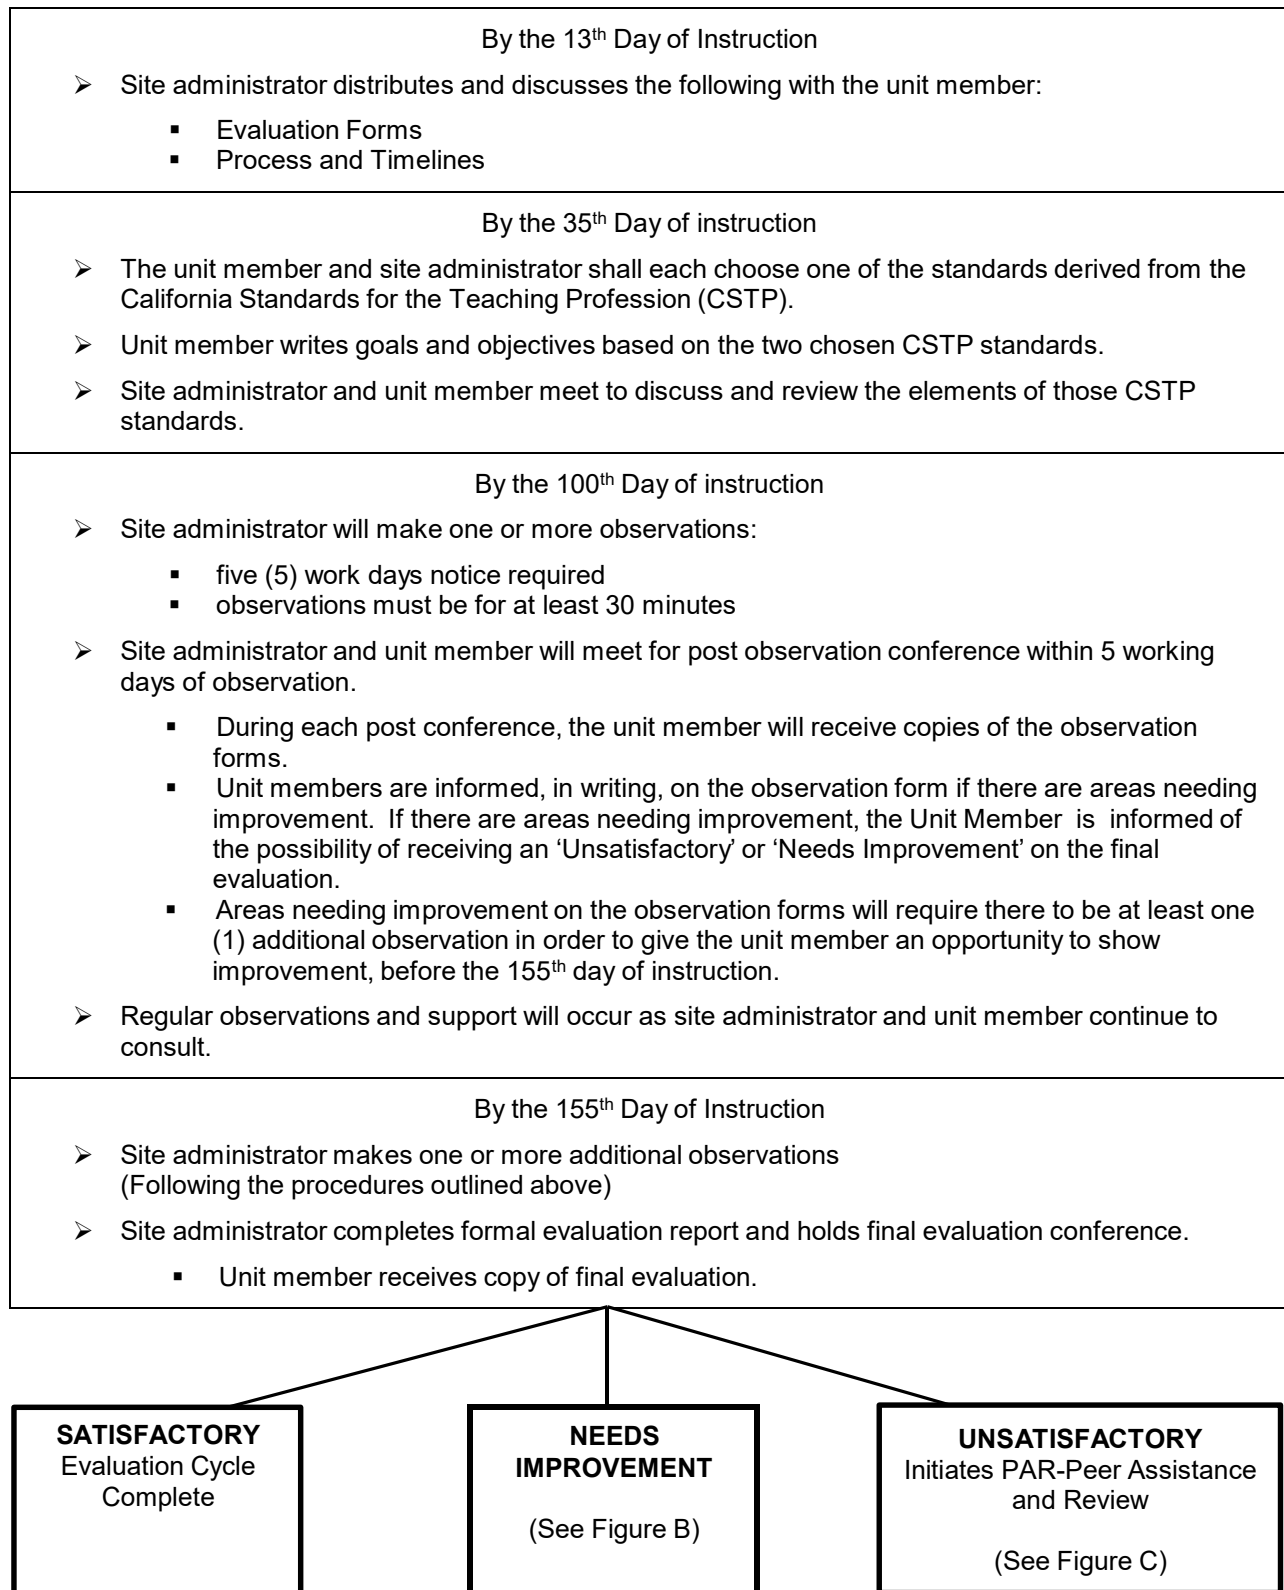 By the 13th Day of Instruction
➢ Site administrator distributes and discusses the following with the unit member:
▪ Evaluation Forms
▪ Process and Timelines
By the 35th Day of instruction
➢ The unit member and site administrator shall each choose one of the standards derived from the
California Standards for the Teaching Profession (CSTP).
➢ Unit member writes goals and objectives based on the two chosen CSTP standards.
➢ Site administrator and unit member meet to discuss and review the elements of those CSTP
standards.
By the 100th Day of instruction
➢ Site administrator will make one or more observations:
▪ five (5) work days notice required
▪ observations must be for at least 30 minutes
➢ Site administrator and unit member will meet for post observation conference within 5 working
days of observation.
▪ During each post conference, the unit member will receive copies of the observation
forms.
▪ Unit members are informed, in writing, on the observation form if there are areas needing
improvement. If there are areas needing improvement, the Unit Member is informed of
the possibility of receiving an ‘Unsatisfactory’ or ‘Needs Improvement’ on the final
evaluation.
▪ Areas needing improvement on the observation forms will require there to be at least one
(1) additional observation in order to give the unit member an opportunity to show
improvement, before the 155th day of instruction.
➢ Regular observations and support will occur as site administrator and unit member continue to
consult.
By the 155th Day of Instruction
➢ Site administrator makes one or more additional observations
(Following the procedures outlined above)
➢ Site administrator completes formal evaluation report and holds final evaluation conference.
▪ Unit member receives copy of final evaluation.
SATISFACTORY
Evaluation Cycle
Complete
NEEDS
IMPROVEMENT
(See Figure B)
UNSATISFACTORY
Initiates PAR-Peer Assistance
and Review
(See Figure C)